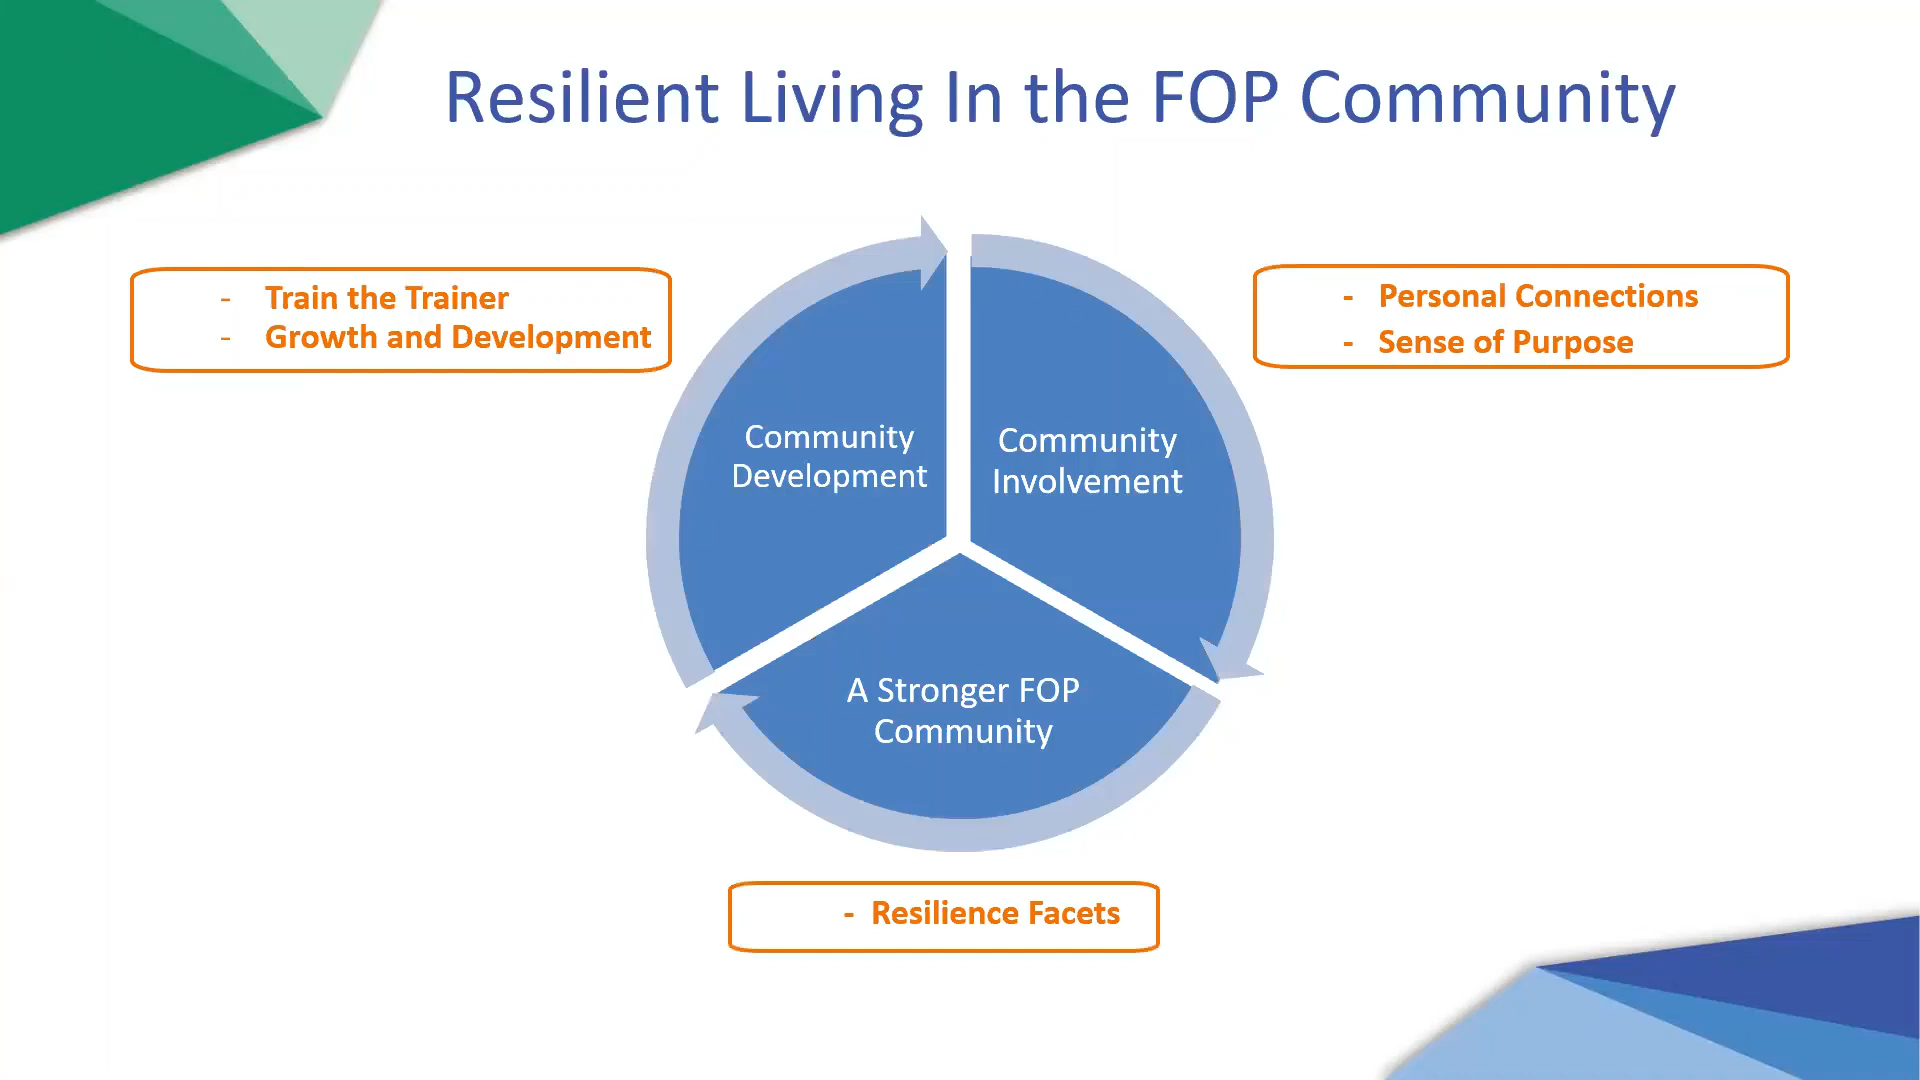 Resilient Living In the FOP Community
- Train the Trainer
- Growth and Development
- Personal Connections
- Sense of Purpose
Community
Development
Community
Involvement
A Stronger FOP
Community
- Resilience Facets